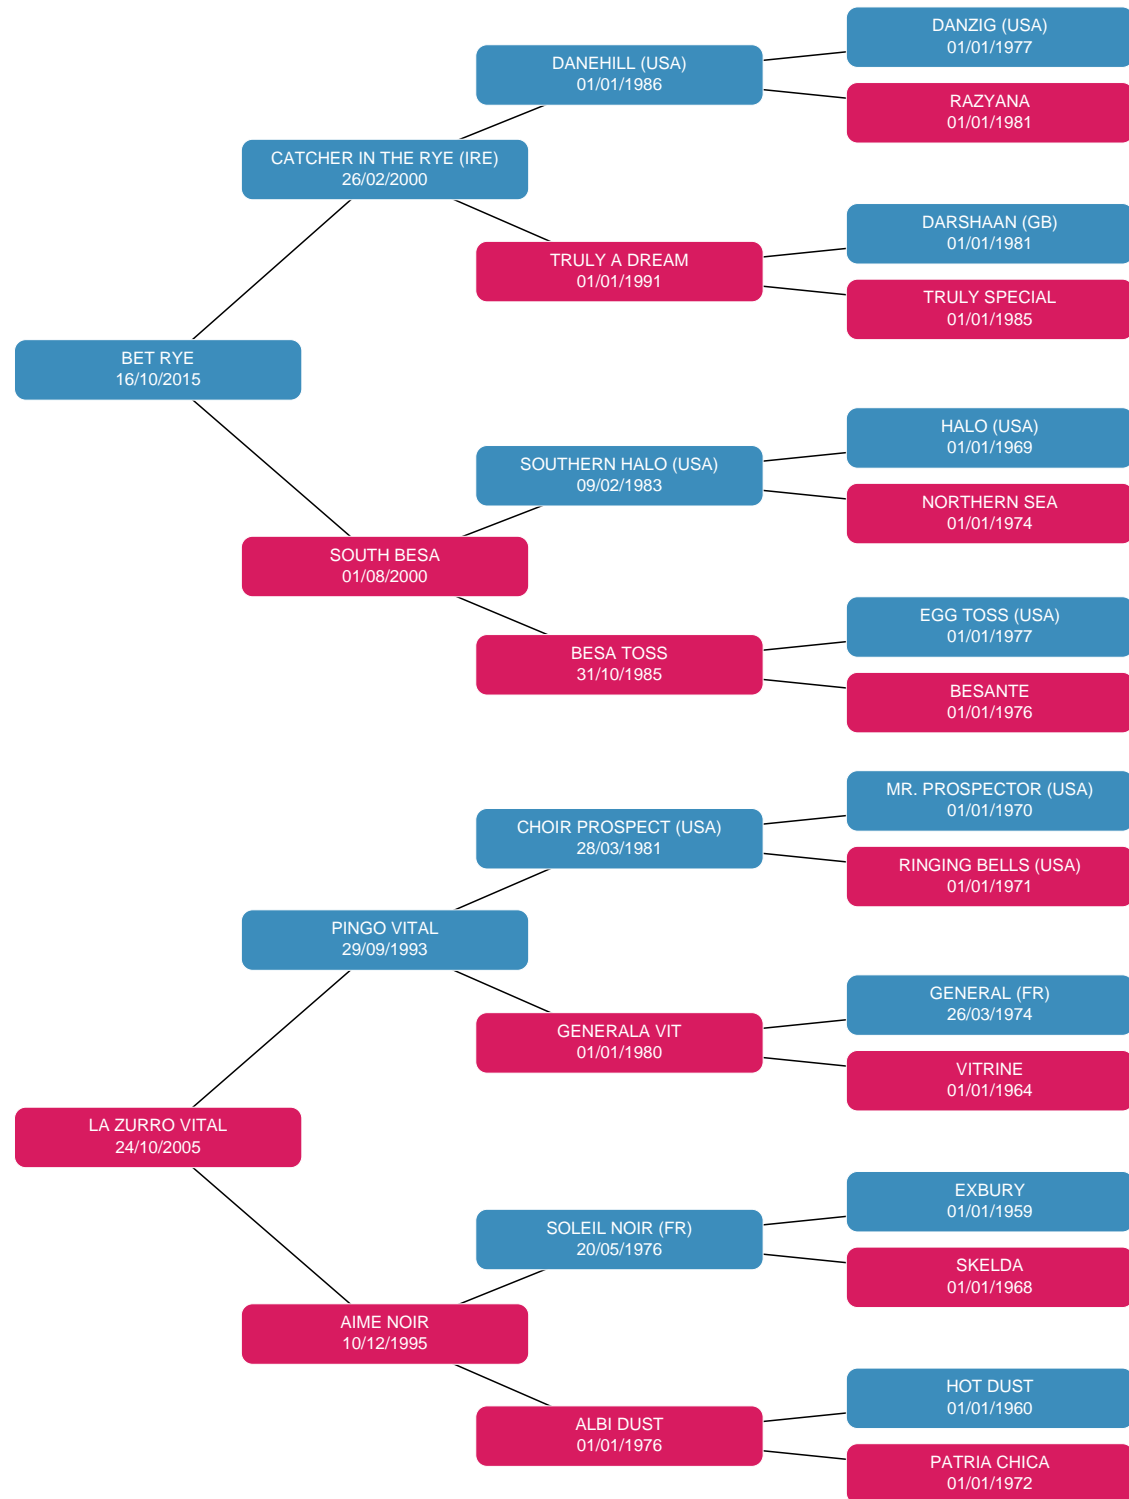 DANZIG (USA)
01/01/1977
DANEHILL (USA)
01/01/1986
RAZYANA
01/01/1981
CATCHER IN THE RYE (IRE)
26/02/2000
DARSHAAN (GB)
01/01/1981
TRULY A DREAM
01/01/1991
TRULY SPECIAL
01/01/1985
BET RYE
16/10/2015
HALO (USA)
01/01/1969
SOUTHERN HALO (USA)
09/02/1983
NORTHERN SEA
01/01/1974
SOUTH BESA
01/08/2000
EGG TOSS (USA)
01/01/1977
BESA TOSS
31/10/1985
BESANTE
01/01/1976
MR. PROSPECTOR (USA)
01/01/1970
CHOIR PROSPECT (USA)
28/03/1981
RINGING BELLS (USA)
01/01/1971
PINGO VITAL
29/09/1993
GENERAL (FR)
26/03/1974
GENERALA VIT
01/01/1980
VITRINE
01/01/1964
LA ZURRO VITAL
24/10/2005
EXBURY
01/01/1959
SOLEIL NOIR (FR)
20/05/1976
SKELDA
01/01/1968
AIME NOIR
10/12/1995
HOT DUST
01/01/1960
ALBI DUST
01/01/1976
PATRIA CHICA
01/01/1972